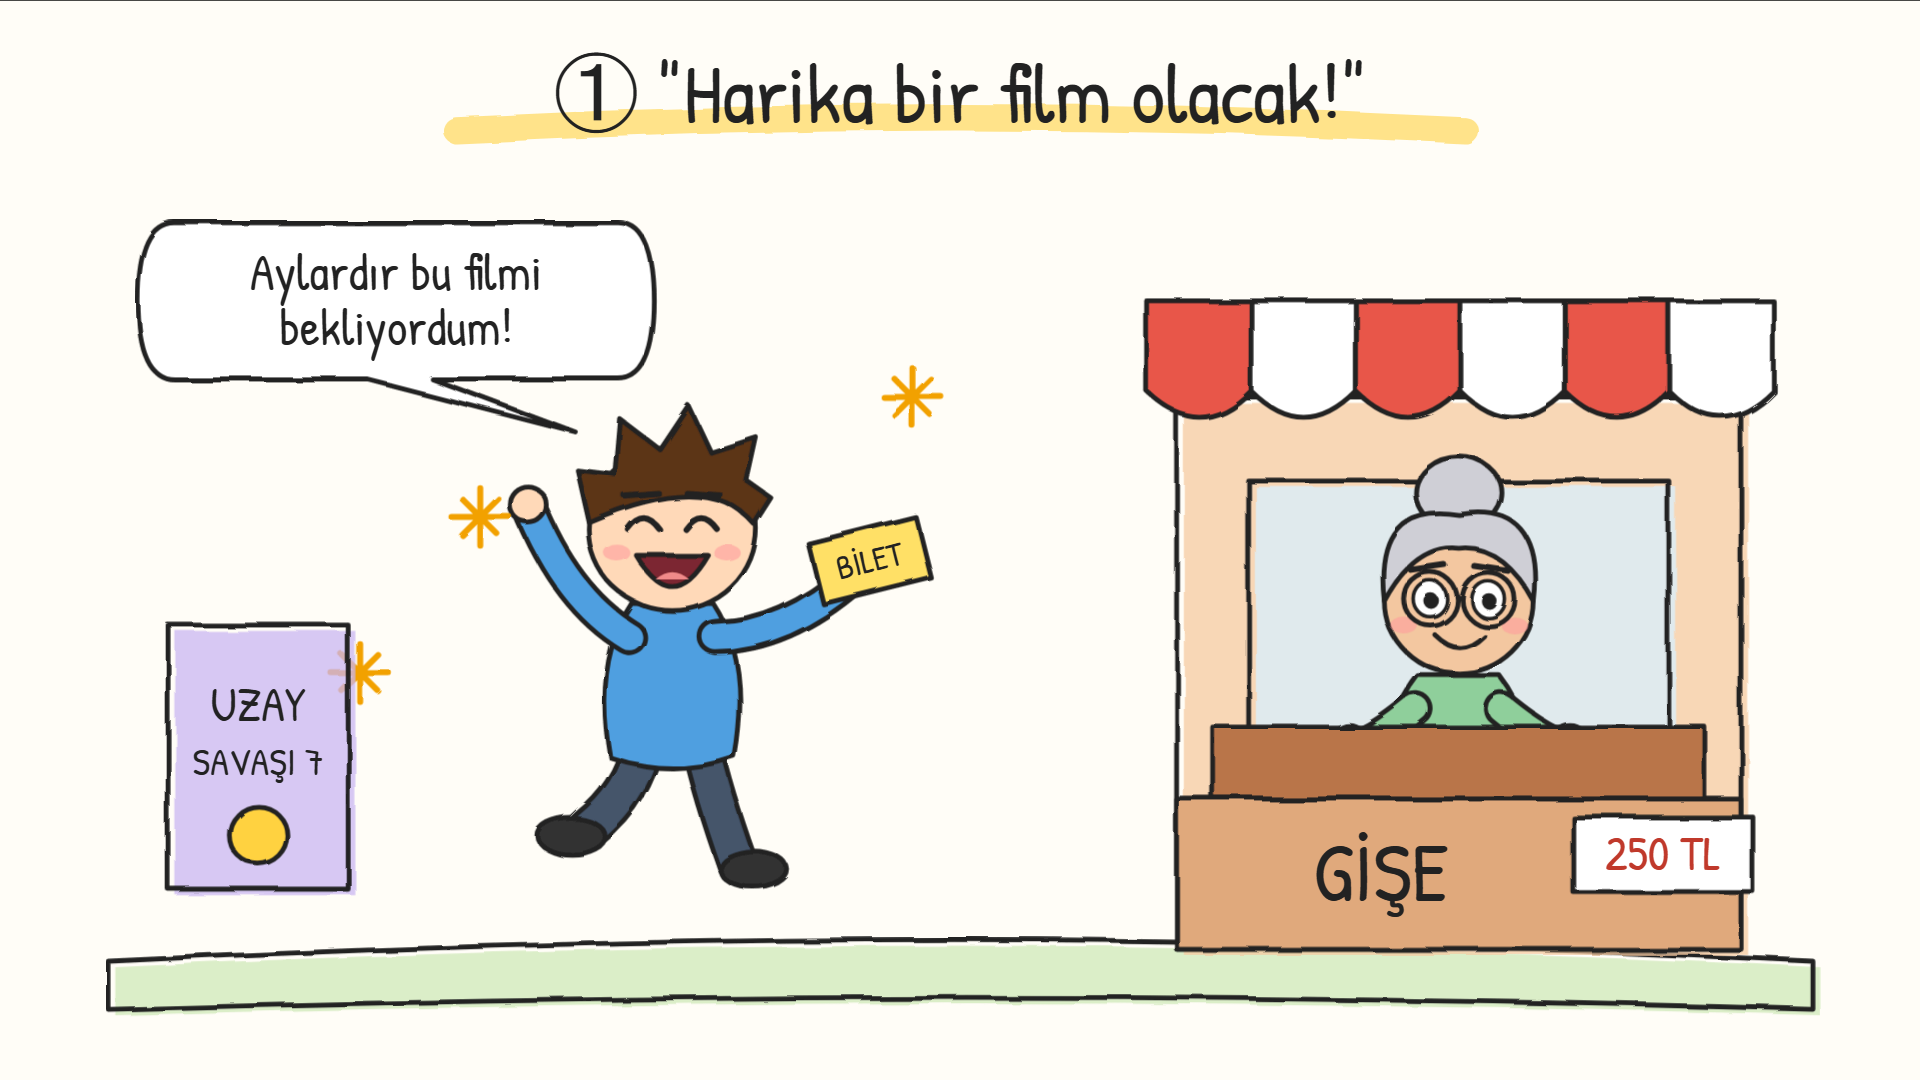 ① "Harika bir film olacak!"
Aylardır bu filmi
bekliyordum!
BİLET
UZAY
SAVAŞI 7
GİŞE
250 TL